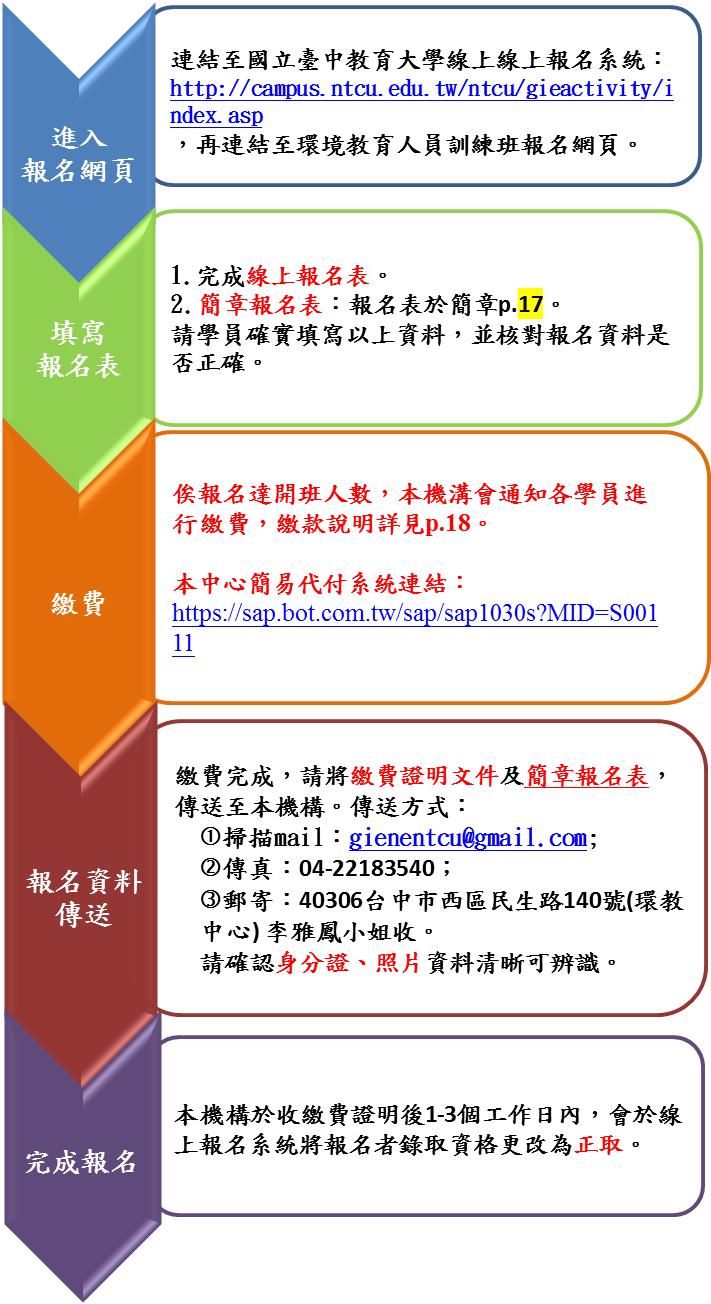 進入
報名網頁
連結至國立臺中教育大學線上線上報名系統：
http://campus.ntcu.edu.tw/ntcu/gieactivity/i
ndex.asp
，再連結至環境教育人員訓練班報名網頁。
填寫
報名表
1.完成線上報名表。
2.簡章報名表：報名表於簡章p.17。
請學員確實填寫以上資料，並核對報名資料是
否正確。
繳費
俟報名達開班人數，本機溝會通知各學員進
行繳費，繳款說明詳見p.18。
本中心簡易代付系統連結：
https://sap.bot.com.tw/sap/sap1030s?MID=S001
11
報名資料
傳送
繳費完成，請將繳費證明文件及簡章報名表，
傳送至本機構。傳送方式：
①掃描mail：gienentcu@gmail.com;
②傳真：04-22183540；
③郵寄：40306台中市西區民生路140號(環教
中心) 李雅鳳小姐收。
請確認身分證、照片資料清晰可辨識。
完成報名
本機構於收繳費證明後1-3個工作日內，會於線
上報名系統將報名者錄取資格更改為正取。